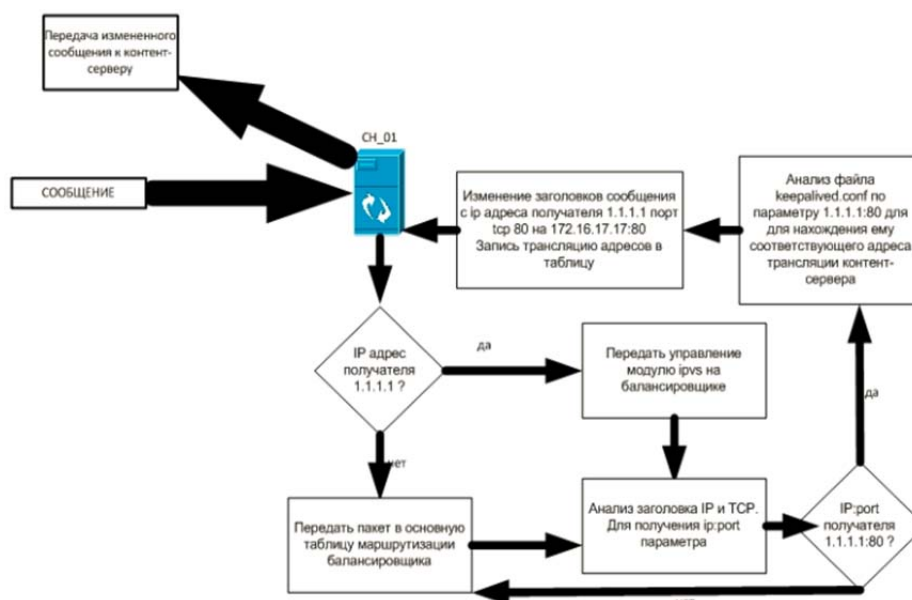 Передача измененного
сообщения к контент-
серверу
CH_01
СООБЩЕНИЕ
Изменение заголовков сообщения
с ip адреса получателя 1.1.1.1 порт
tcp 80 на 172.16.17.17:80
Запись трансляцию адресов в
таблицу
Анализ файла
keepalived.conf по
параметру 1.1.1.1:80 для
для нахождения ему
соответствующего адреса
трансляции контент-
сервера
IP адрес
получателя
1.1.1.1 ?
да
Передать управление
модулю ipvs на
балансировщике
да
нет
Передать пакет в основную
таблицу маршрутизации
балансировщика
Анализ заголовка IP и TCP.
Для получения ip:port
параметра
IP:port
получателя
1.1.1.1:80 ?